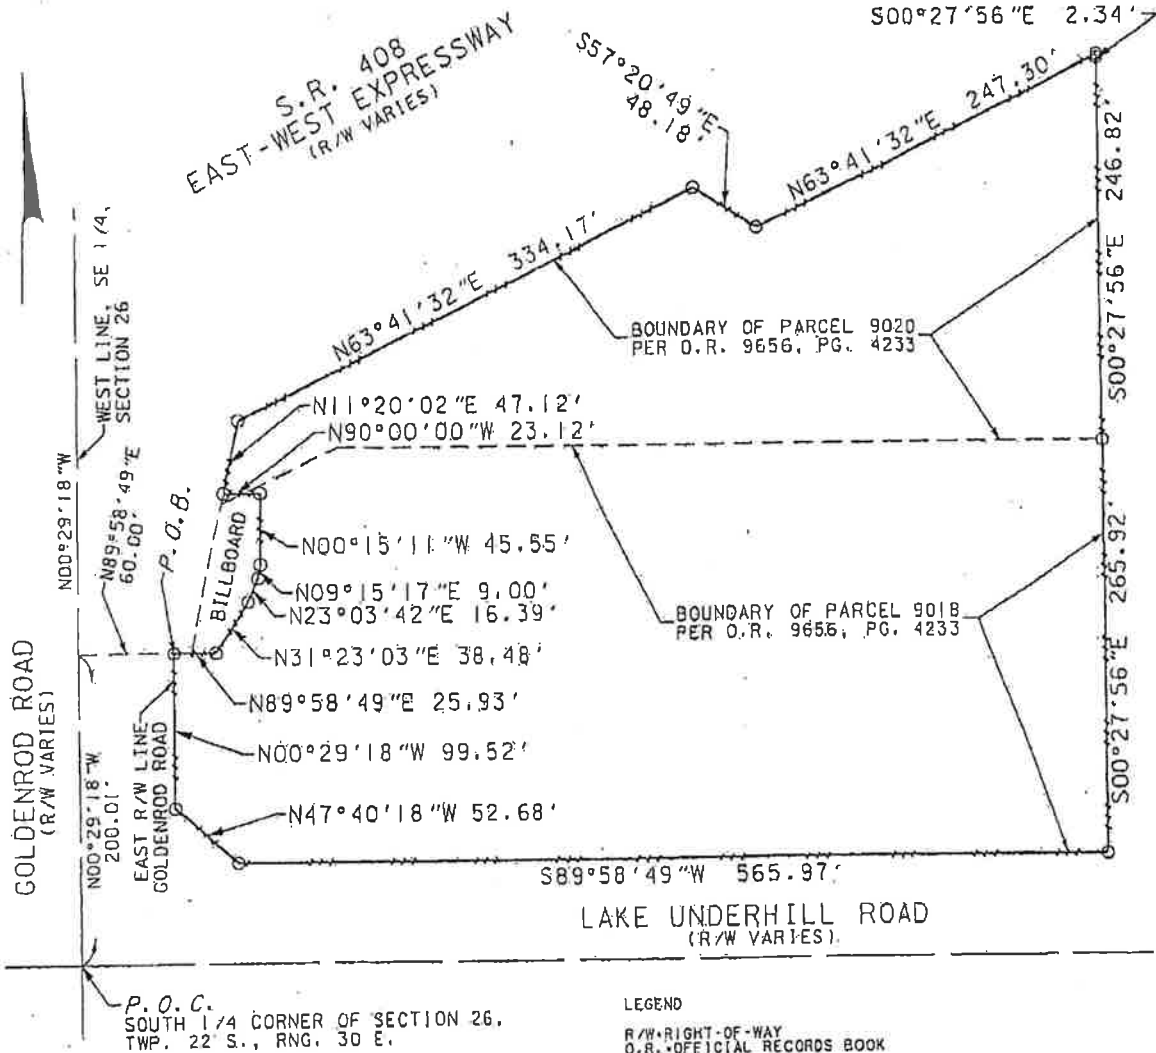 S00°27'56"E 2.34'
S.R. 408
EAST-WEST EXPRESSWAY
(R/W VARIES)
S57°20'49"E
48.18'
N63°41'32"E 247.30'
S00°27'56"E 246.82'
N63°41'32"E 334.17'
WEST LINE, SE 1/4,
SECTION 26
BOUNDARY OF PARCEL 9020
PER O.R. 9656, PG. 4233
N11°20'02"E 47.12'
N90°00'00"W 23.12'
N00°29'18"W
N89°58'49"E
60.00'
P.O.B.
BILLBOARD
N00°15'11"W 45.55'
N09°15'17"E 9.00'
N23°03'42"E 16.39'
N31°23'03"E 38.48'
N89°58'49"E 25.93'
BOUNDARY OF PARCEL 9018
PER O.R. 9656, PG. 4233
S00°27'56"E 265.92'
GOLDENROD ROAD
(R/W VARIES)
N00°29'18"W
200.01'
EAST R/W LINE
GOLDENROD ROAD
N00°29'18"W 99.52'
N47°40'18"W 52.68'
S89°58'49"W 565.97'
LAKE UNDERHILL ROAD
(R/W VARIES)
P.O.C.
SOUTH 1/4 CORNER OF SECTION 26,
TWP. 22 S., RNG. 30 E.
LEGEND
R/W=RIGHT-OF-WAY
O.R.=OFFICIAL RECORDS BOOK